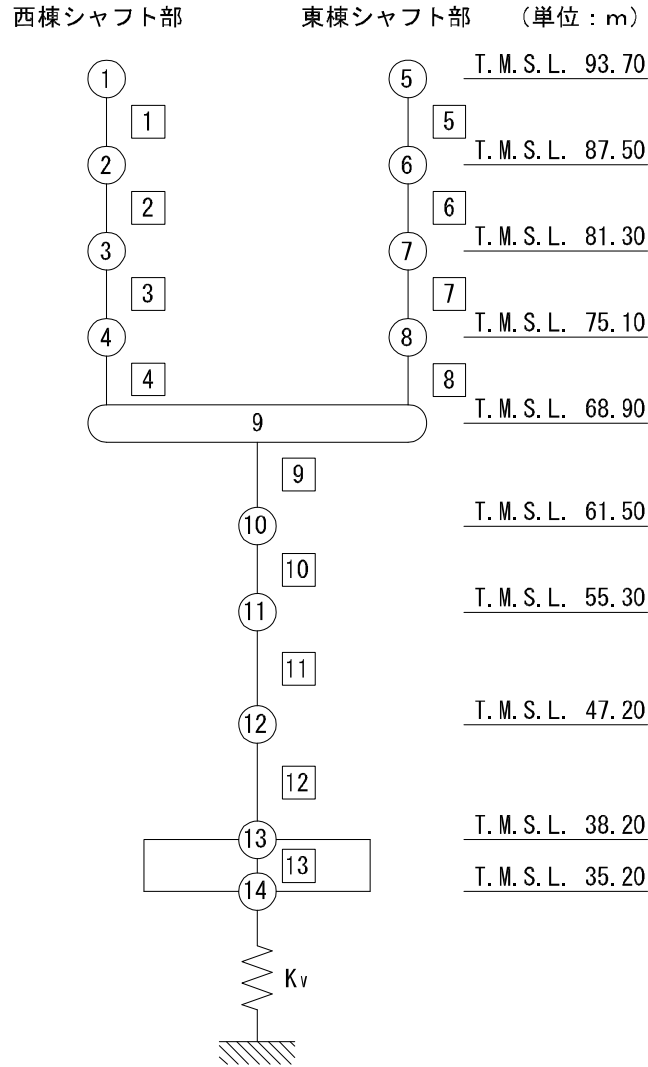 西棟シャフト部 東棟シャフト部 (単位:m)
1 5 T.M.S.L. 93.70
1 5
2 6 T.M.S.L. 87.50
2 6
3 7 T.M.S.L. 81.30
3 7
4 8 T.M.S.L. 75.10
4 8
9 T.M.S.L. 68.90
9
10 T.M.S.L. 61.50
10
11 T.M.S.L. 55.30
11
12 T.M.S.L. 47.20
12
13 T.M.S.L. 38.20
13
14 T.M.S.L. 35.20
Kv